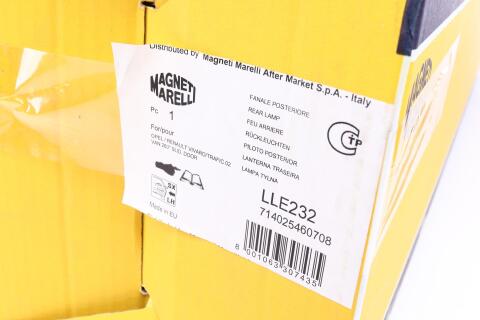 Distributed by Magneti Marelli After Market S.p.A. - Italy
MAGNETI
MARELLI
Pc 1
For/pour
OPEL / RENAULT VIVARO/TRAFIC 02
VAN 260° SUD. DOOR
SX
LH
Made in EU
FANALE POSTERIORE
REAR LAMP
FEU ARRIERE
RÜCKLEUCHTEN
PILOTO POSTERIOR
LANTERNA TRASEIRA
LAMPA TYLNA
LLE232
714025460708
8 001063 307435